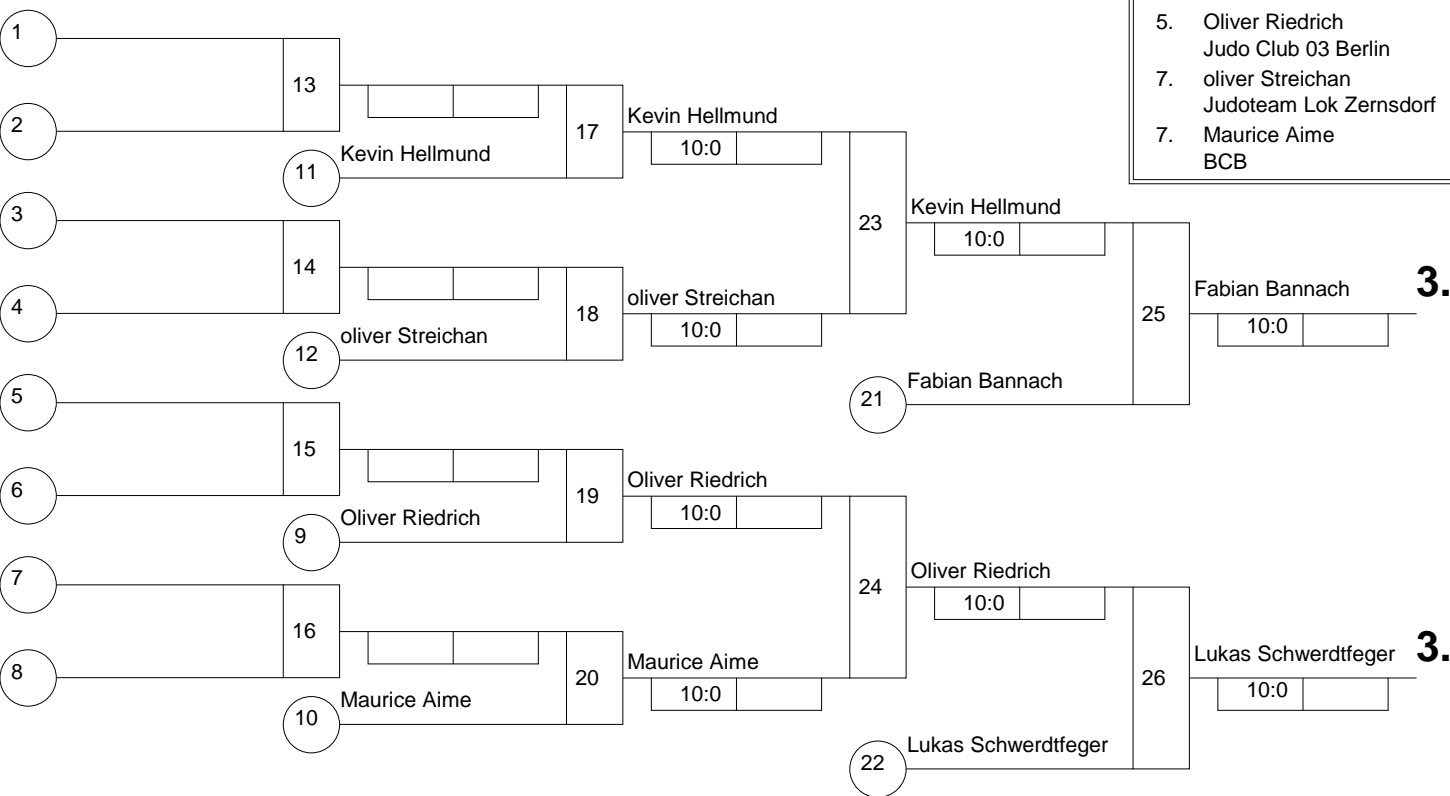 1
5. Oliver Riedrich
Judo Club 03 Berlin
7. oliver Streichan
Judoteam Lok Zernsdorf
7. Maurice Aime
BCB
13
2
17
Kevin Hellmund
10:0
11
Kevin Hellmund
3
23
Kevin Hellmund
10:0
14
4
18
oliver Streichan
10:0
12
oliver Streichan
25
Fabian Bannach
3.
10:0
5
21
Fabian Bannach
15
6
19
Oliver Riedrich
10:0
9
Oliver Riedrich
7
24
Oliver Riedrich
10:0
16
8
20
Maurice Aime
10:0
10
Maurice Aime
26
Lukas Schwerdtfeger
3.
10:0
22
Lukas Schwerdtfeger